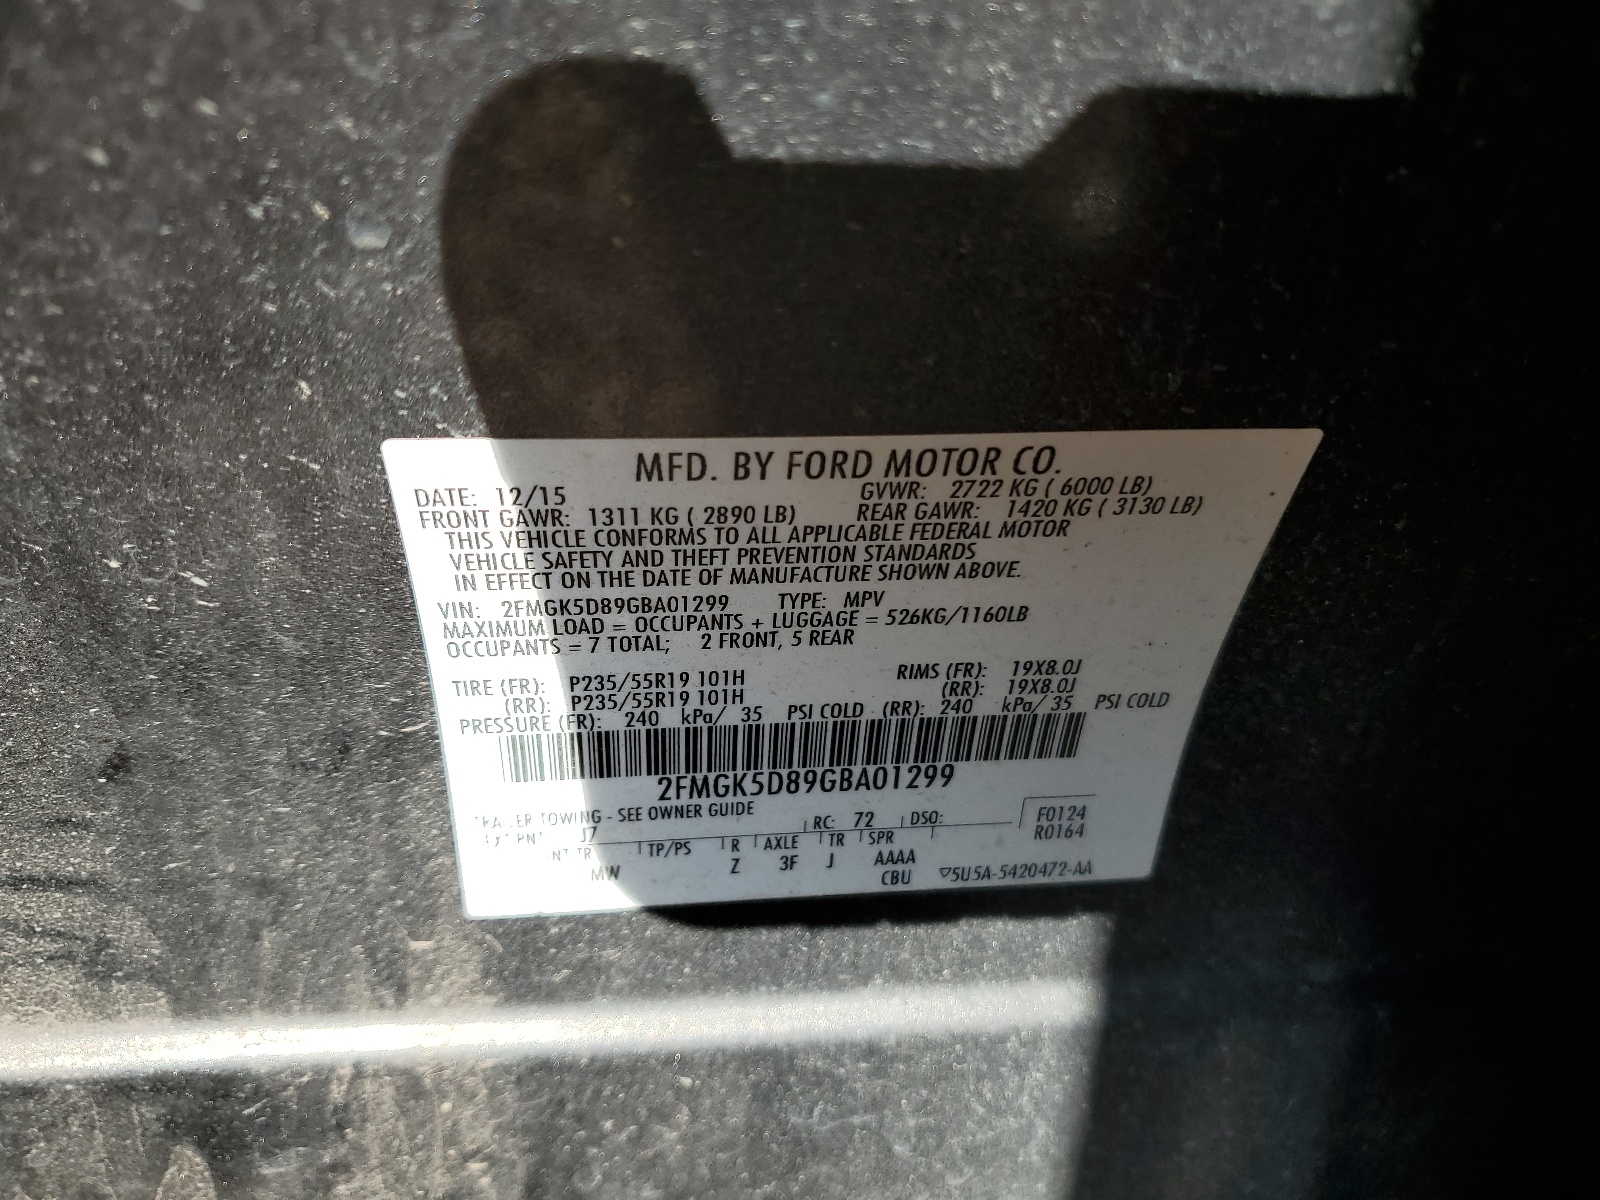 MFD. BY FORD MOTOR CO.
DATE: 12/15 GVWR: 2722 KG ( 6000 LB)
FRONT GAWR: 1311 KG ( 2890 LB) REAR GAWR: 1420 KG ( 3130 LB)
THIS VEHICLE CONFORMS TO ALL APPLICABLE FEDERAL MOTOR
VEHICLE SAFETY AND THEFT PREVENTION STANDARDS
IN EFFECT ON THE DATE OF MANUFACTURE SHOWN ABOVE.
VIN: 2FMGK5D89GBA01299 TYPE: MPV
MAXIMUM LOAD = OCCUPANTS + LUGGAGE = 526KG/1160LB
OCCUPANTS = 7 TOTAL; 2 FRONT, 5 REAR
TIRE (FR): P235/55R19 101H RIMS (FR): 19X8.0J
(RR): P235/55R19 101H (RR): 19X8.0J
PRESSURE (FR): 240 kPa/ 35 PSI COLD (RR): 240 kPa/ 35 PSI COLD
2FMGK5D89GBA01299
TOWING - SEE OWNER GUIDE
PNT J7 RC: 72 DSO: F0124
R0164
TR TP/PS R AXLE TR SPR
MW Z 3F J AAAA
CBU ▽5U5A-5420472-AA